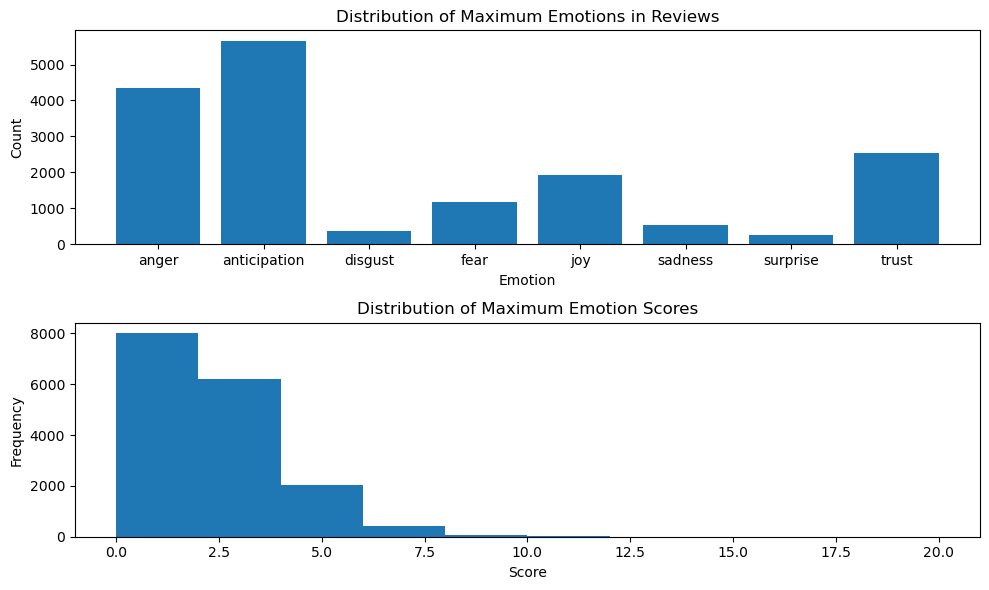 Distribution of Maximum Emotions in Reviews
5000
4000
3000
2000
1000
0
Count
anger anticipation disgust fear joy sadness surprise trust
Emotion
Distribution of Maximum Emotion Scores
8000
6000
4000
2000
0
Frequency
0.0 2.5 5.0 7.5 10.0 12.5 15.0 17.5 20.0
Score